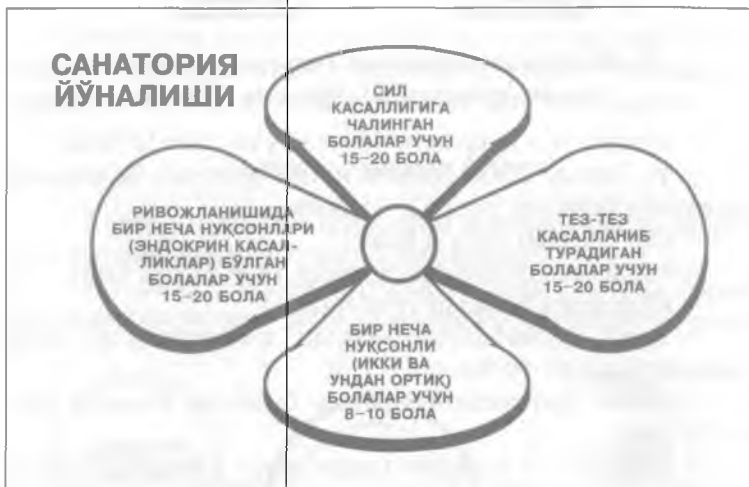 САНАТОРИЯ
ЙЎНАЛИШИ
СИЛ
КАСАЛЛИГИГА
ЧАЛИНГАН
БОЛАЛАР УЧУН
15–20 БОЛА
РИВОЖЛАНИШИДА
БИР НЕЧА НУҚСОНЛАРИ
(ЭНДОКРИН КАСАЛ-
ЛИКЛАР) БЎЛГАН
БОЛАЛАР УЧУН
15–20 БОЛА
ТЕЗ-ТЕЗ
КАСАЛЛАНИБ
ТУРАДИГАН
БОЛАЛАР УЧУН
15–20 БОЛА
БИР НЕЧА
НУҚСОНЛИ
(ИККИ ВА
УНДАН ОРТИҚ)
БОЛАЛАР УЧУН
8–10 БОЛА